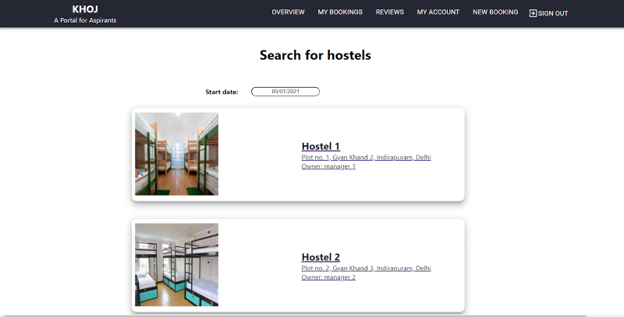 KHOJ
A Portal for Aspirants
OVERVIEW MY BOOKINGS REVIEWS MY ACCOUNT NEW BOOKING SIGN OUT
Search for hostels
Start date: 05/01/2021
Hostel 1
Plot no. 1, Gyan Khand 2, Indirapuram, Delhi
Owner: manager 1
Hostel 2
Plot no. 2, Gyan Khand 3, Indirapuram, Delhi
Owner: manager 2